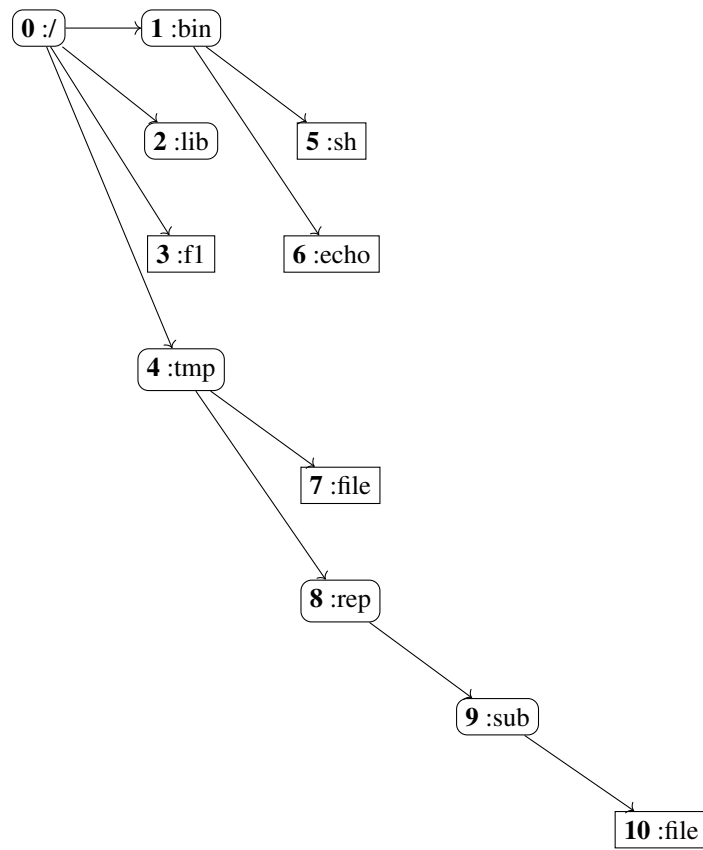 0 :/
1 :bin
2 :lib
5 :sh
3 :f1
6 :echo
4 :tmp
7 :file
8 :rep
9 :sub
10 :file